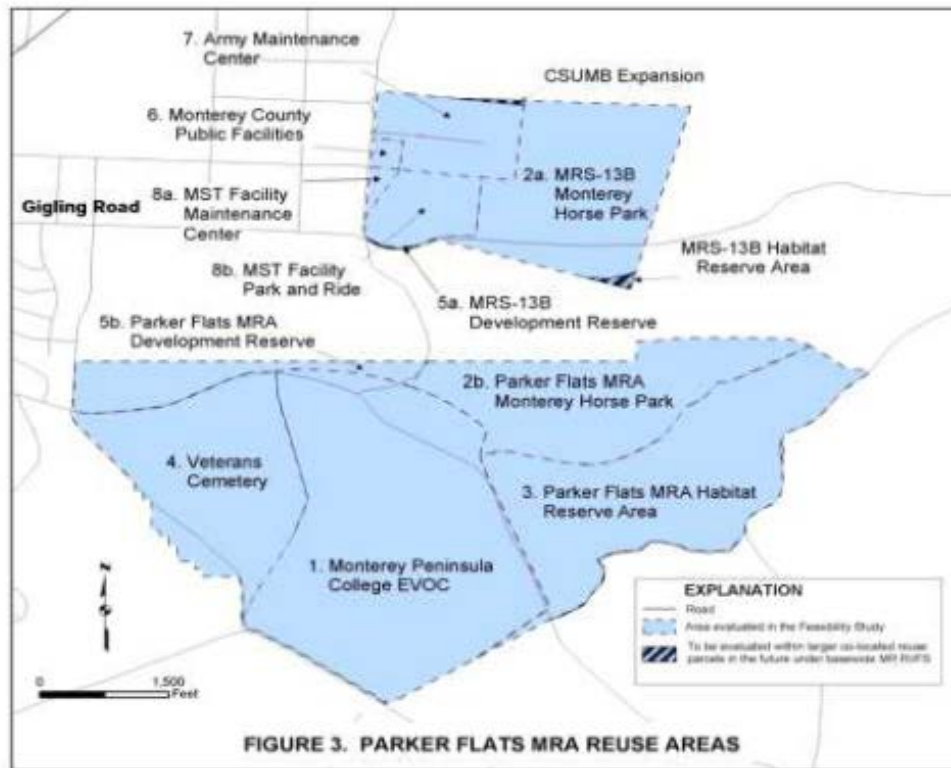 7. Army Maintenance
Center
CSUMB Expansion
6. Monterey County
Public Facilities
2a. MRS-13B
Monterey
Horse Park
8a. MST Facility
Maintenance
Center
Gigling Road
MRS-13B Habitat
Reserve Area
8b. MST Facility
Park and Ride
5a. MRS-13B
Development Reserve
5b. Parker Flats MRA
Development Reserve
2b. Parker Flats MRA
Monterey Horse Park
4. Veterans
Cemetery
3. Parker Flats MRA Habitat
Reserve Area
1. Monterey Peninsula
College EVOC
N
EXPLANATION
Road
Area evaluated in the Feasibility Study
To be evaluated within larger co-located reuse
parcels in the future under basewide MR RI/FS
0 1,500
Feet
FIGURE 3. PARKER FLATS MRA REUSE AREAS